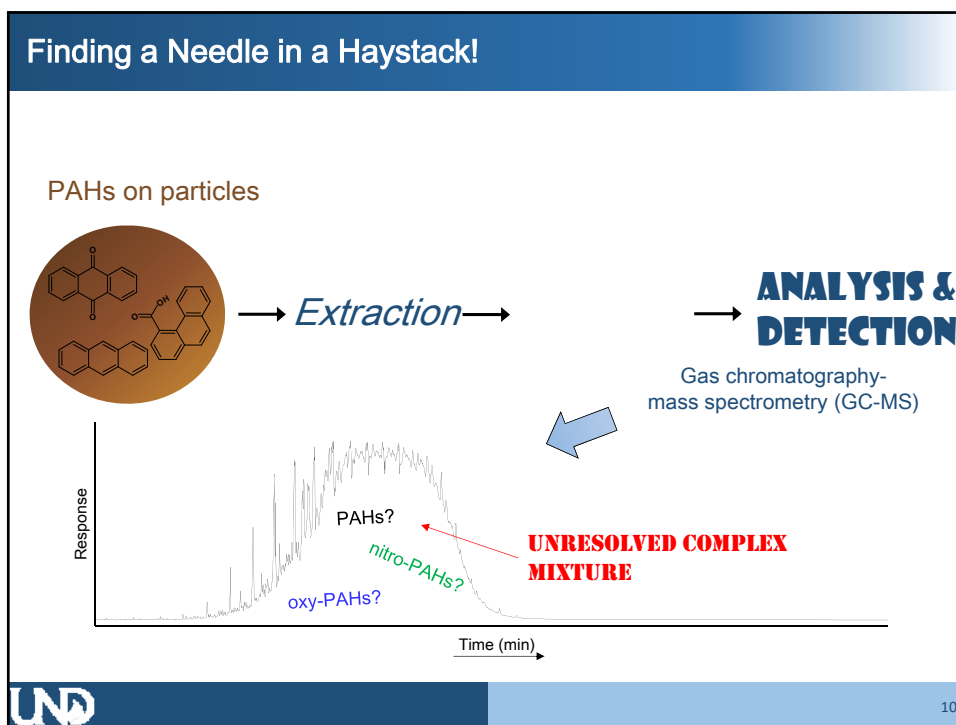 Finding a Needle in a Haystack!
PAHs on particles
O
O
O
OH
Extraction
ANALYSIS &
DETECTION
Gas chromatography-
mass spectrometry (GC-MS)
Response
PAHs?
nitro-PAHs?
oxy-PAHs?
UNRESOLVED COMPLEX
MIXTURE
Time (min)
UND
10